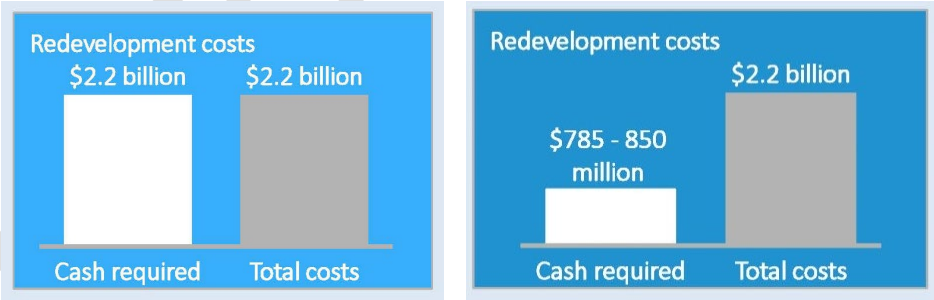 Redevelopment costs
$2.2 billion $2.2 billion
Cash required Total costs
Redevelopment costs
$2.2 billion
$785 - 850
million
Cash required Total costs